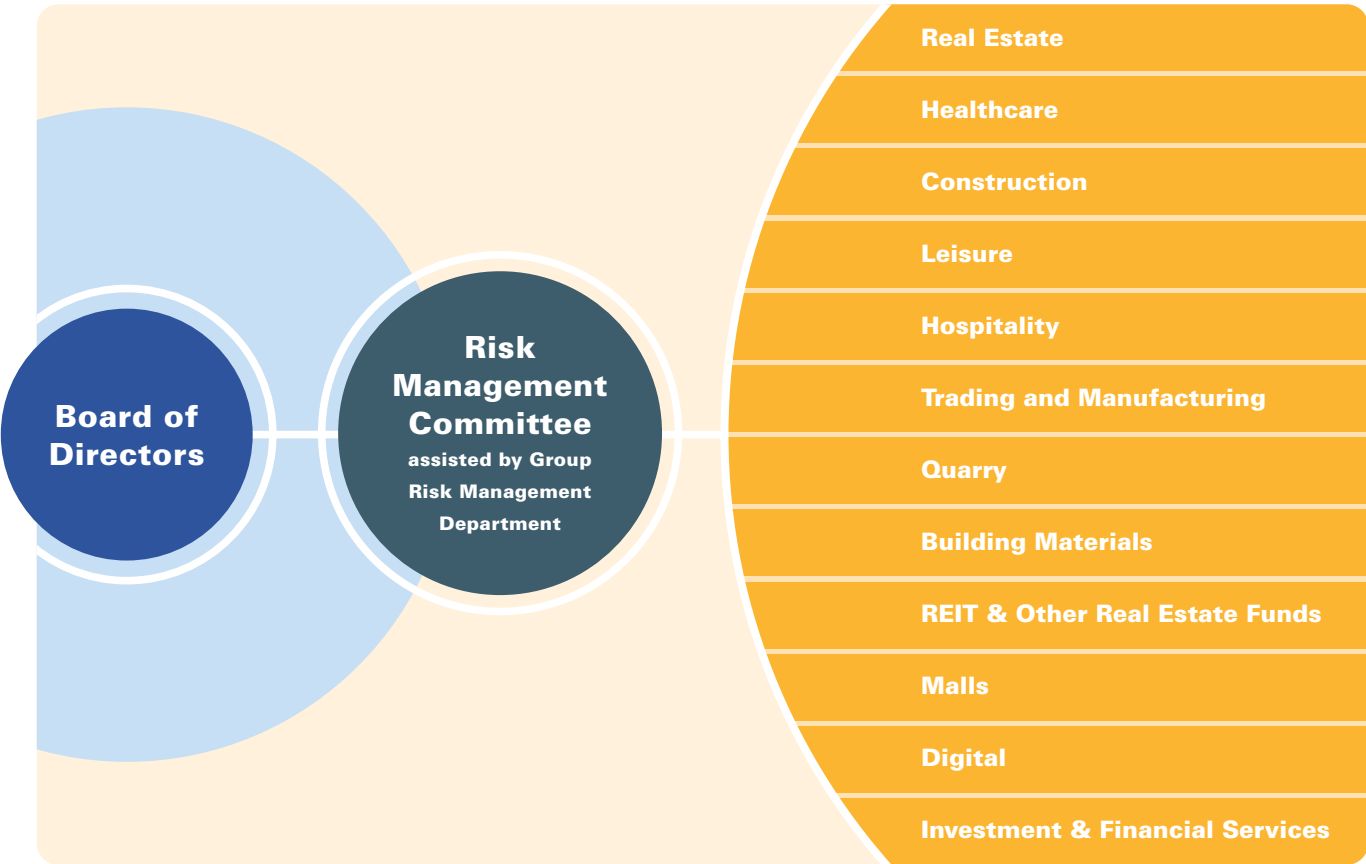 Board of
Directors
Risk
Management
Committee
assisted by Group
Risk Management
Department
Real Estate
Healthcare
Construction
Leisure
Hospitality
Trading and Manufacturing
Quarry
Building Materials
REIT & Other Real Estate Funds
Malls
Digital
Investment & Financial Services